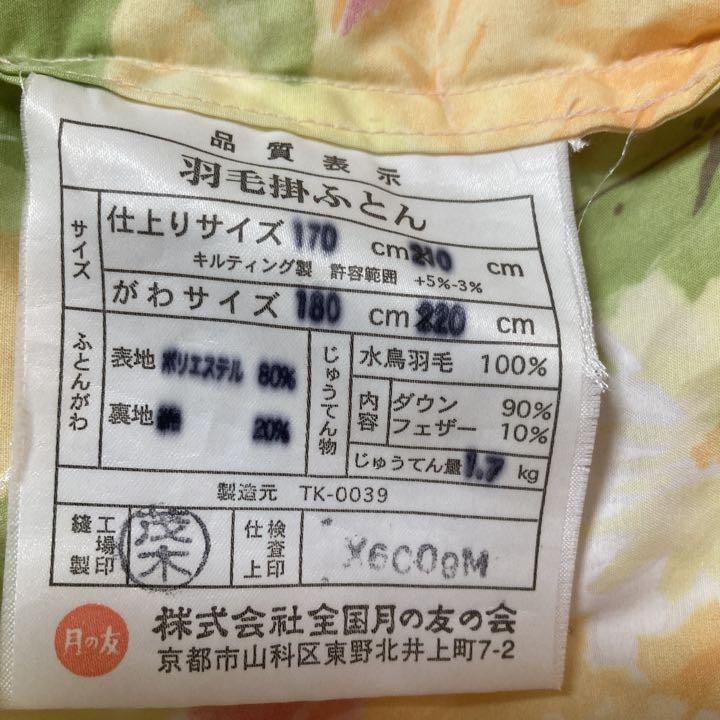 品質表示
羽毛掛ふとん
サイズ
仕上りサイズ 170 cm 210 cm
キルティング製 許容範囲 +5%-3%
がわサイズ 180 cm 220 cm
ふとんがわ
表地 ポリエステル 80%
裏地 綿 20%
じゅうてん物
水鳥羽毛 100%
内容
ダウン 90%
フェザー 10%
じゅうてん量 1.7 kg
製造元 TK-0039
縫製工場印
茂木
仕上検査印
X6C09M
月の友
株式会社全国月の友の会
京都市山科区東野北井上町7-2